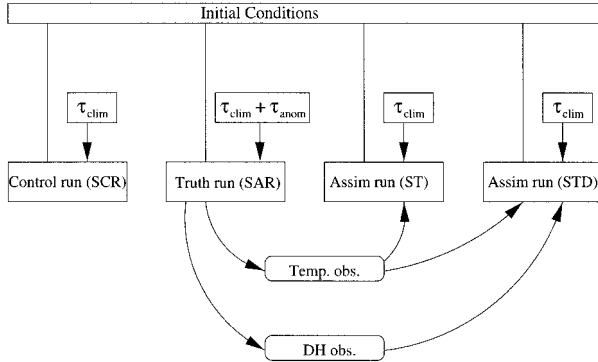 Initial Conditions
τclim
τclim + τanom
τclim
τclim
Control run (SCR)
Truth run (SAR)
Assim run (ST)
Assim run (STD)
Temp. obs.
DH obs.